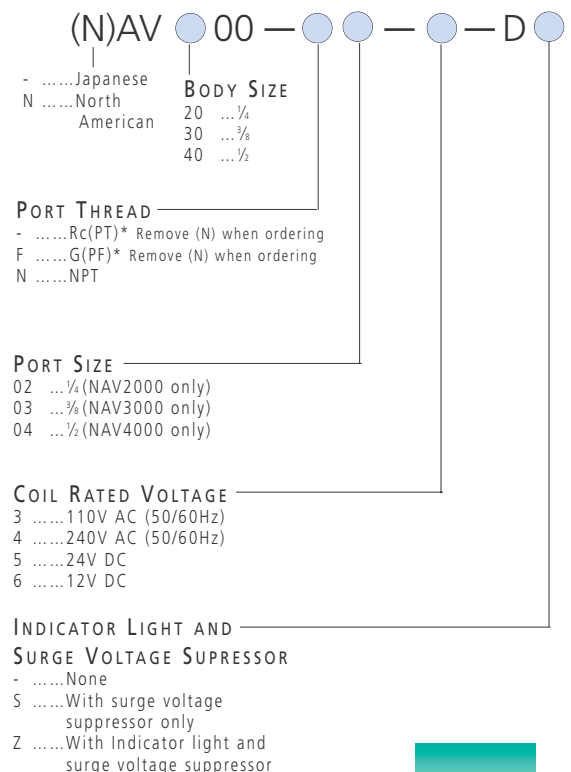 (N)AV 00 — — — D
- ……Japanese
N ……North
American
BODY SIZE
20 …¼
30 …⅜
40 …½
PORT THREAD
- ……Rc(PT)* Remove (N) when ordering
F ……G(PF)* Remove (N) when ordering
N ……NPT
PORT SIZE
02 …¼(NAV2000 only)
03 …⅜(NAV3000 only)
04 …½(NAV4000 only)
COIL RATED VOLTAGE
3 ……110V AC (50/60Hz)
4 ……240V AC (50/60Hz)
5 ……24V DC
6 ……12V DC
INDICATOR LIGHT AND
SURGE VOLTAGE SUPRESSOR
- ……None
S ……With surge voltage
suppressor only
Z ……With Indicator light and
surge voltage suppressor